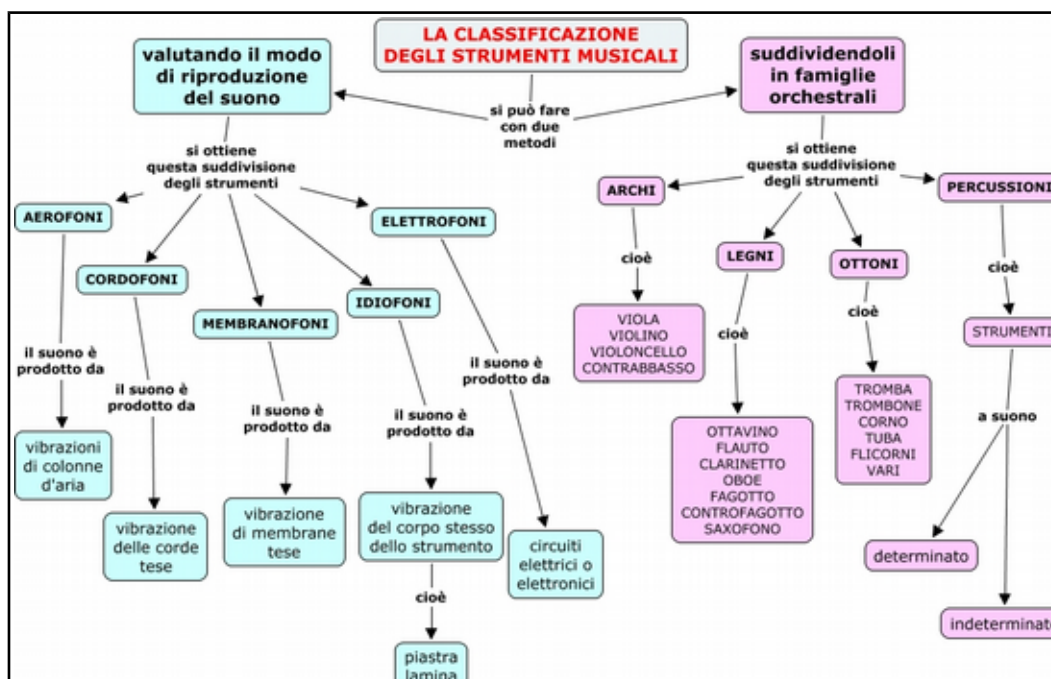 LA CLASSIFICAZIONE
DEGLI STRUMENTI MUSICALI
si può fare
con due
metodi
valutando il modo
di riproduzione
del suono
si ottiene
questa suddivisione
degli strumenti
AEROFONI
il suono è
prodotto da
vibrazioni
di colonne
d'aria
CORDOFONI
il suono è
prodotto da
vibrazione
delle corde
tese
MEMBRANOFONI
il suono è
prodotto da
vibrazione
di membrane
tese
IDIOFONI
il suono è
prodotto da
vibrazione
del corpo stesso
dello strumento
cioè
piastra
lamina
ELETTROFONI
il suono è
prodotto da
circuiti
elettrici o
elettronici
suddividendoli
in famiglie
orchestrali
si ottiene
questa suddivisione
degli strumenti
ARCHI
cioè
VIOLA
VIOLINO
VIOLONCELLO
CONTRABBASSO
LEGNI
cioè
OTTAVINO
FLAUTO
CLARINETTO
OBOE
FAGOTTO
CONTROFAGOTTO
SAXOFONO
OTTONI
cioè
TROMBA
TROMBONE
CORNO
TUBA
FLICORNI
VARI
PERCUSSIONI
cioè
STRUMENTI
a suono
determinato
indeterminato